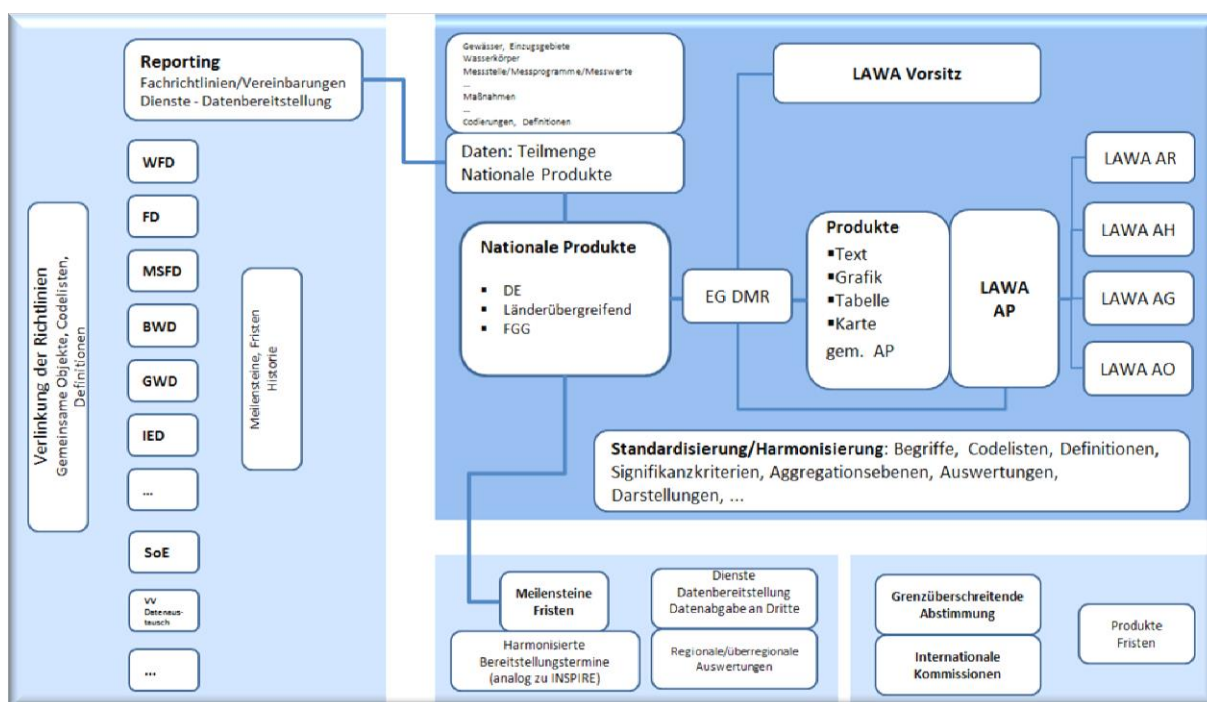 Reporting
Fachrichtlinien/Vereinbarungen
Dienste - Datenbereitstellung
WFD
FD
MSFD
BWD
GWD
IED
...
SoE
VV
Datenaus-
tausch
...
Verlinkung der Richtlinien
Gemeinsame Objekte, Codelisten,
Definitionen
Meilensteine, Fristen
Historie
Gewässer, Einzugsgebiete
Wasserkörper
Messstelle/Messprogramme/Messwerte
...
Maßnahmen
...
Codierungen, Definitionen
Daten: Teilmenge
Nationale Produkte
Nationale Produkte
▪ DE
▪ Länderübergreifend
▪ FGG
EG DMR
LAWA Vorsitz
Produkte
▪Text
▪Grafik
▪Tabelle
▪Karte
gem. AP
LAWA
AP
LAWA AR
LAWA AH
LAWA AG
LAWA AO
Standardisierung/Harmonisierung: Begriffe, Codelisten, Definitionen,
Signifikanzkriterien, Aggregationsebenen, Auswertungen,
Darstellungen, ...
Meilensteine
Fristen
Harmonisierte
Bereitstellungstermine
(analog zu INSPIRE)
Dienste
Datenbereitstellung
Datenabgabe an Dritte
Regionale/überregionale
Auswertungen
Grenzüberschreitende
Abstimmung
Internationale
Kommissionen
Produkte
Fristen